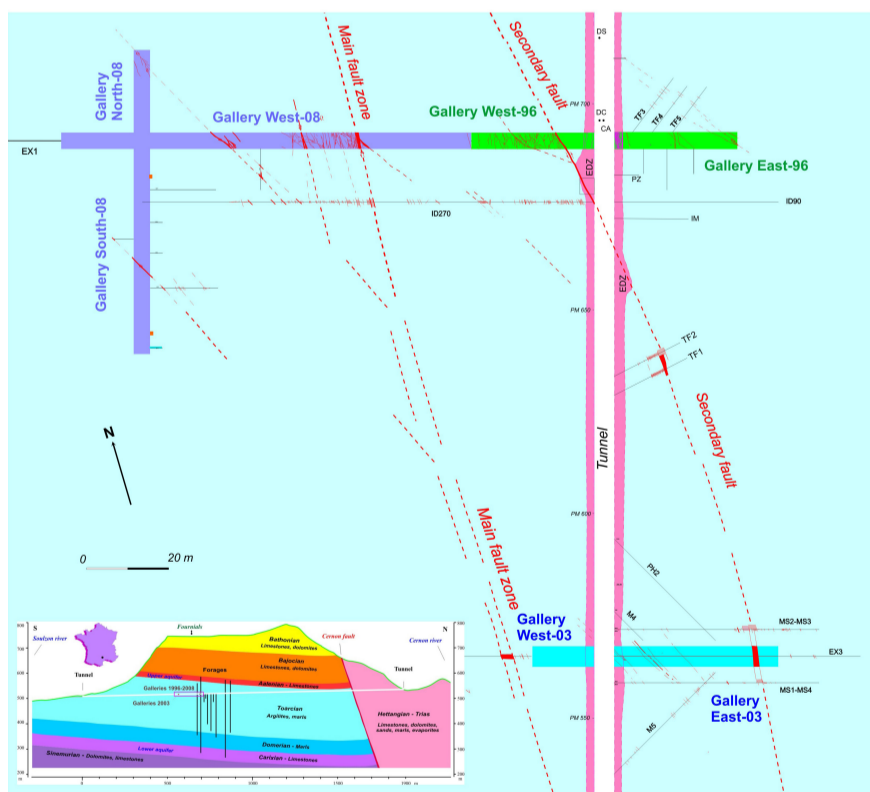 DS
Main fault zone
Secondary fault
Gallery
North-08
Gallery West-08
Gallery West-96
PM 700
DC
CA
TF3
TF4
TF5
EX1
EDZ
PZ
Gallery East-96
ID270
ID90
IM
Gallery South-08
EDZ
PM 650
TF2
TF1
Secondary fault
N
Tunnel
Main fault zone
PM 600
0
20 m
PH2
M4
Gallery
West-03
MS2-MS3
EX3
MS1-MS4
Gallery
East-03
M5
PM 550
S
Soulzon river
Fournials
Cernon fault
N
Cernon river
Bathonian
Limestones, dolomites
Bajocian
Limestones, dolomite
Tunnel
Upper aquifer
Forages
Aalenian - Limestones
Tunnel
Galleries 1996-2008
Galleries 2003
Toarcian
Argilites, marls
Hettangian - Trias
Limestones, dolomites,
sands, marls, evaporites
Domerian - Marls
Lower aquifer
Carixian - Limestones
Sinemurian - Dolomites, limestones